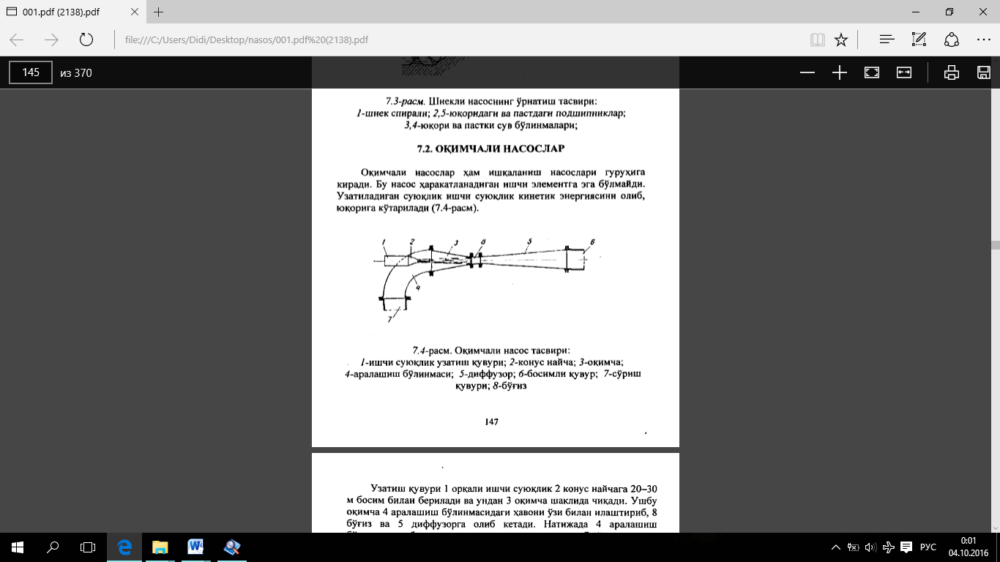 001.pdf (2138).pdf
file:///C:/Users/Didi/Desktop/nasos/001.pdf%20(2138).pdf
145 из 370
7.3-расм. Шнекли насоснинг ўрнатиш тасвири:
1-шнек спирали; 2,5-юқоридаги ва пастдаги подшипниклар;
3,4-юқори ва пастки сув бўлинмалари;
7.2. ОҚИМЧАЛИ НАСОСЛАР
Оқимчали насослар ҳам ишқаланиш насослари гуруҳига
киради. Бу насос ҳаракатланадиган ишчи элементга эга бўлмайди.
Узатиладиган суюқлик ишчи суюқлик кинетик энергиясини олиб,
юқорига кўтарилади (7.4-расм).
1 2 3 8 5 6
4
7
7.4-расм. Оқимчали насос тасвири:
1-ишчи суюқлик узатиш қувури; 2-конус найча; 3-оқимча;
4-аралашиш бўлинмаси; 5-диффузор; 6-босимли қувур; 7-сўриш
қувури; 8-бўғиз
147
Узатиш қувури 1 орқали ишчи суюқлик 2 конус найчага 20–30
м босим билан берилади ва ундан 3 оқимча шаклида чиқади. Ушбу
оқимча 4 аралашиш бўлинмасидаги ҳавони ўзи билан илаштириб, 8
бўғиз ва 5 диффузорга олиб кетади. Натижада 4 аралашиш
РУС
0:01
04.10.2016